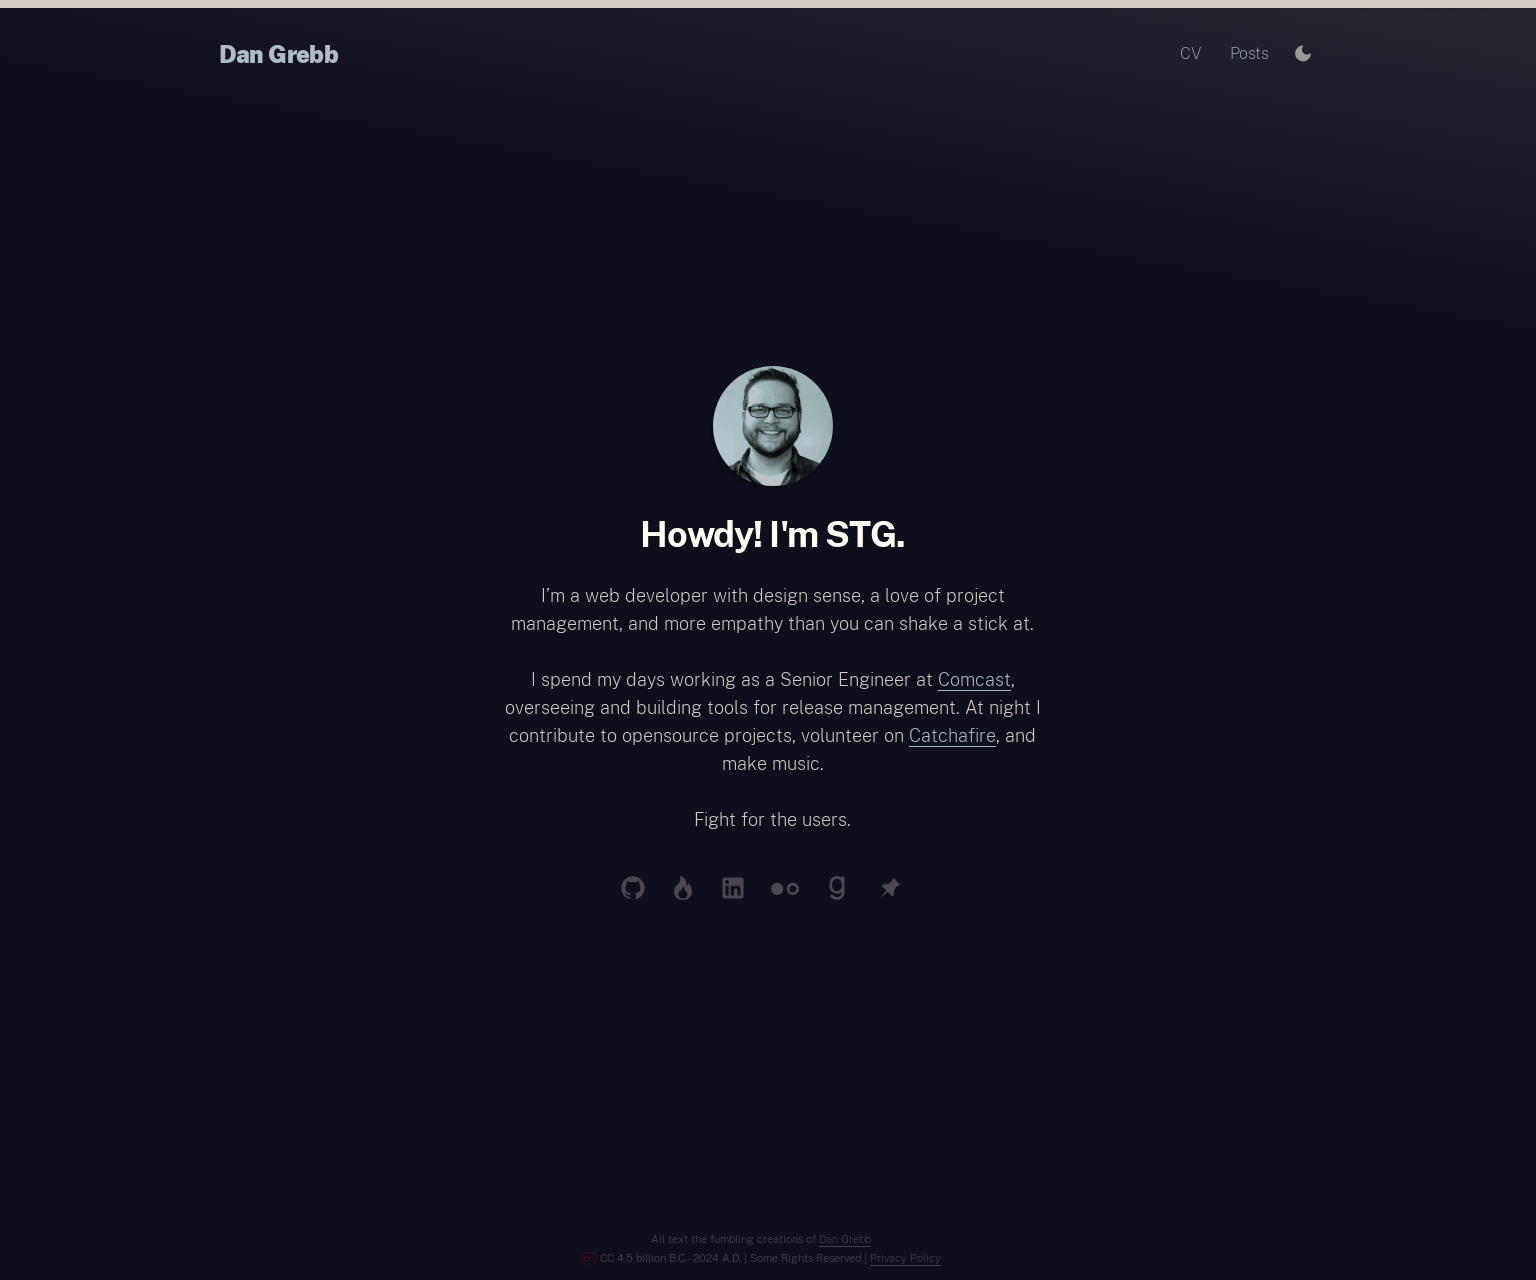 Dan Grebb
CV Posts
Howdy! I'm STG.
I’m a web developer with design sense, a love of project
management, and more empathy than you can shake a stick at.
I spend my days working as a Senior Engineer at Comcast,
overseeing and building tools for release management. At night I
contribute to opensource projects, volunteer on Catchafire, and
make music.
Fight for the users.
All text the fumbling creations of Dan Grebb
CC 4.5 billion B.C.–2024 A.D. | Some Rights Reserved | Privacy Policy